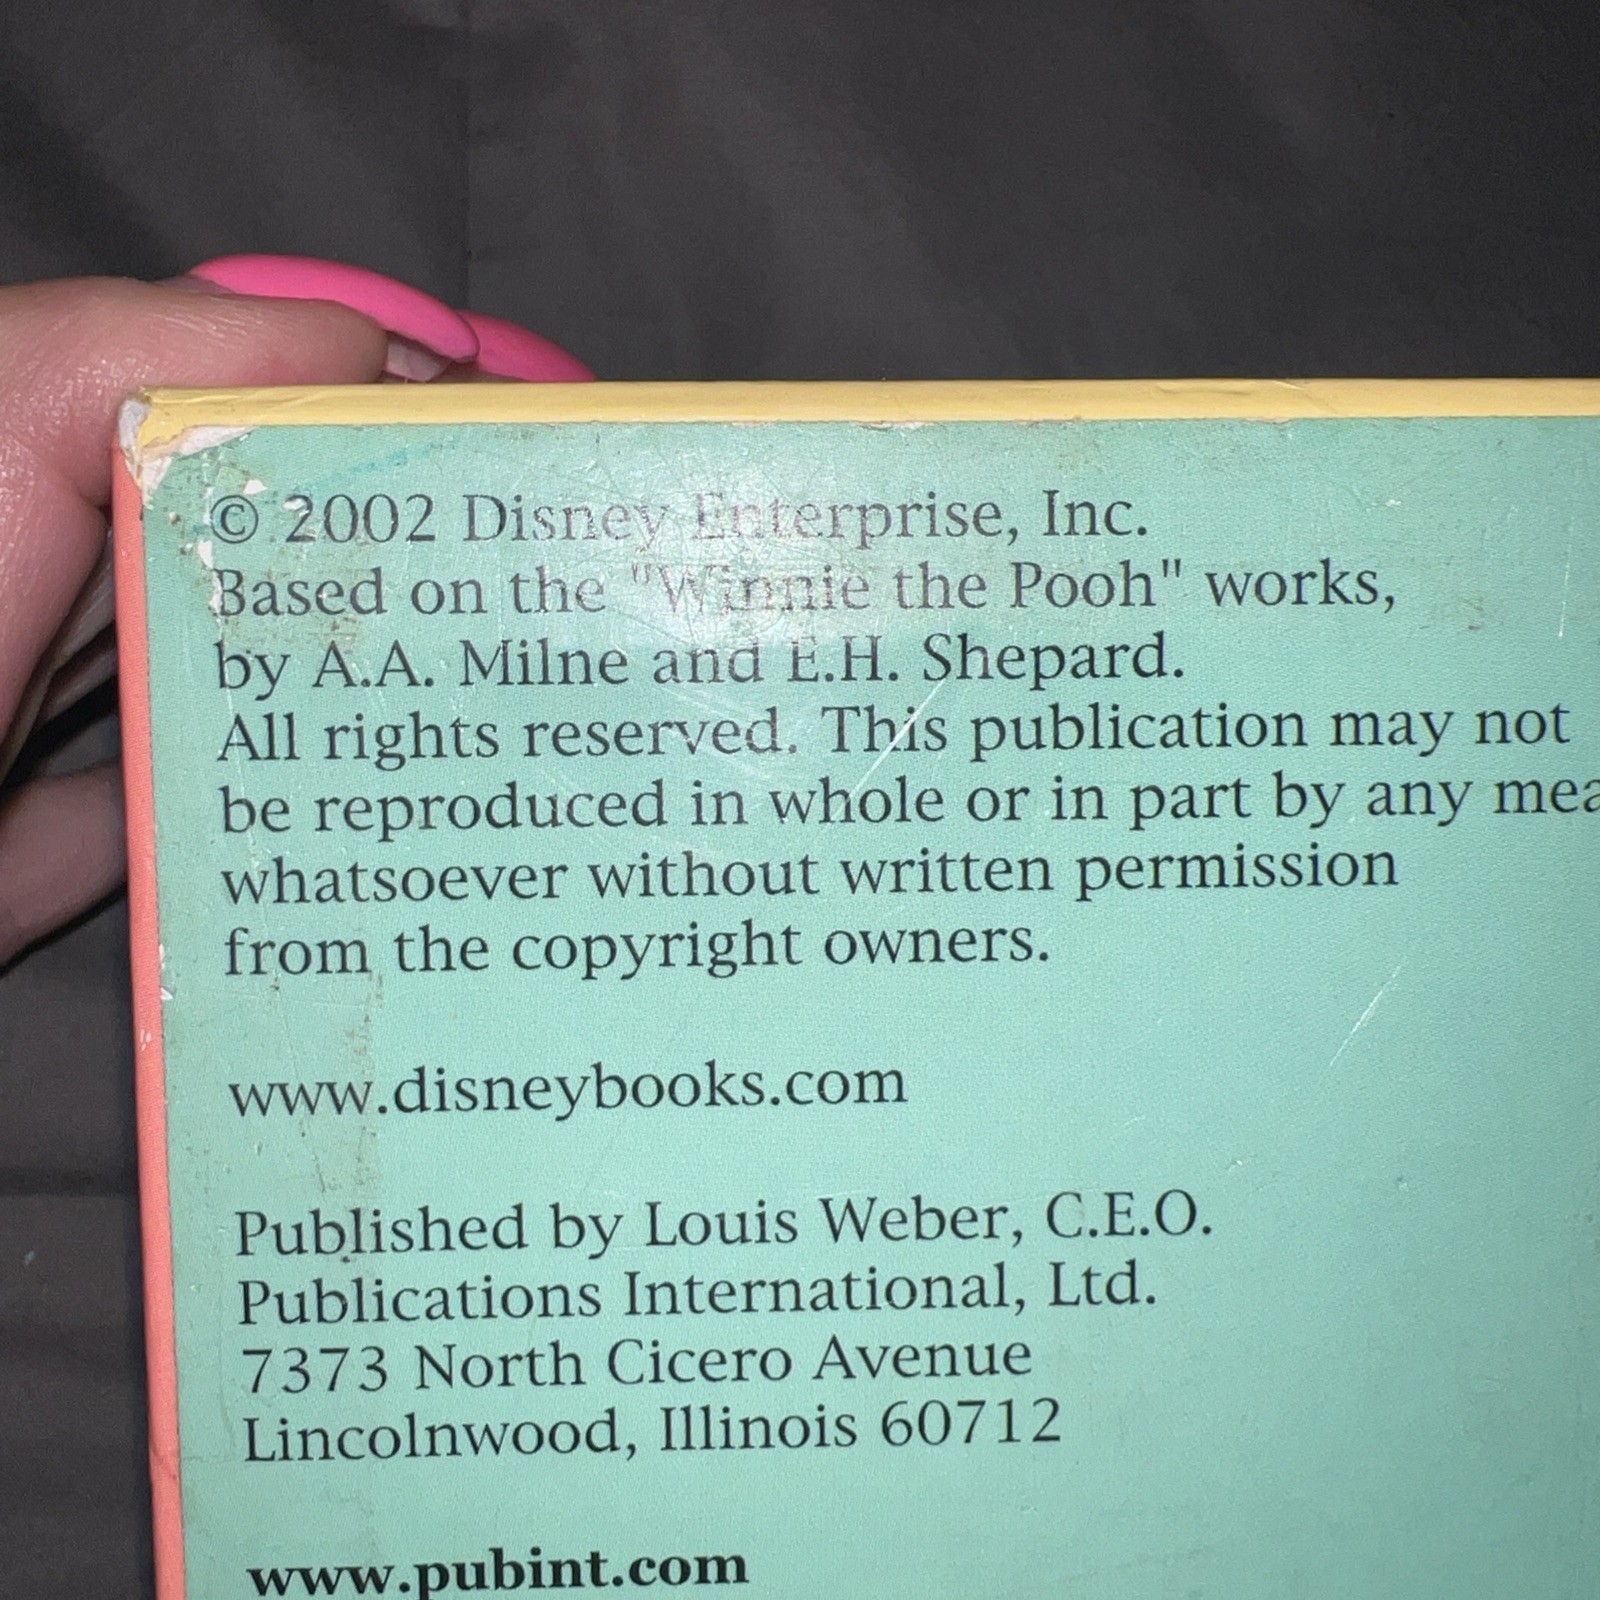 © 2002 Disney Enterprise, Inc.
Based on the "Winnie the Pooh" works,
by A.A. Milne and E.H. Shepard.
All rights reserved. This publication may not
be reproduced in whole or in part by any mea
whatsoever without written permission
from the copyright owners.
www.disneybooks.com
Published by Louis Weber, C.E.O.
Publications International, Ltd.
7373 North Cicero Avenue
Lincolnwood, Illinois 60712
www.pubint.com